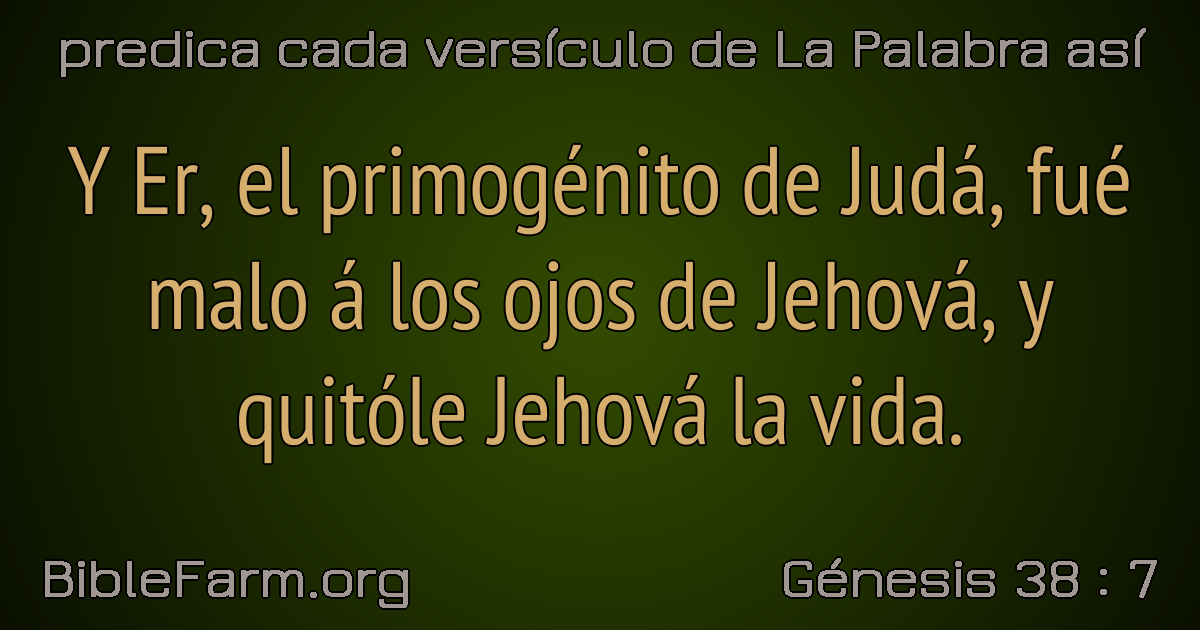 predica cada versículo de La Palabra así
Y Er, el primogénito de Judá, fué
malo á los ojos de Jehová, y
quitóle Jehová la vida.
BibleFarm.org
Génesis 38 : 7